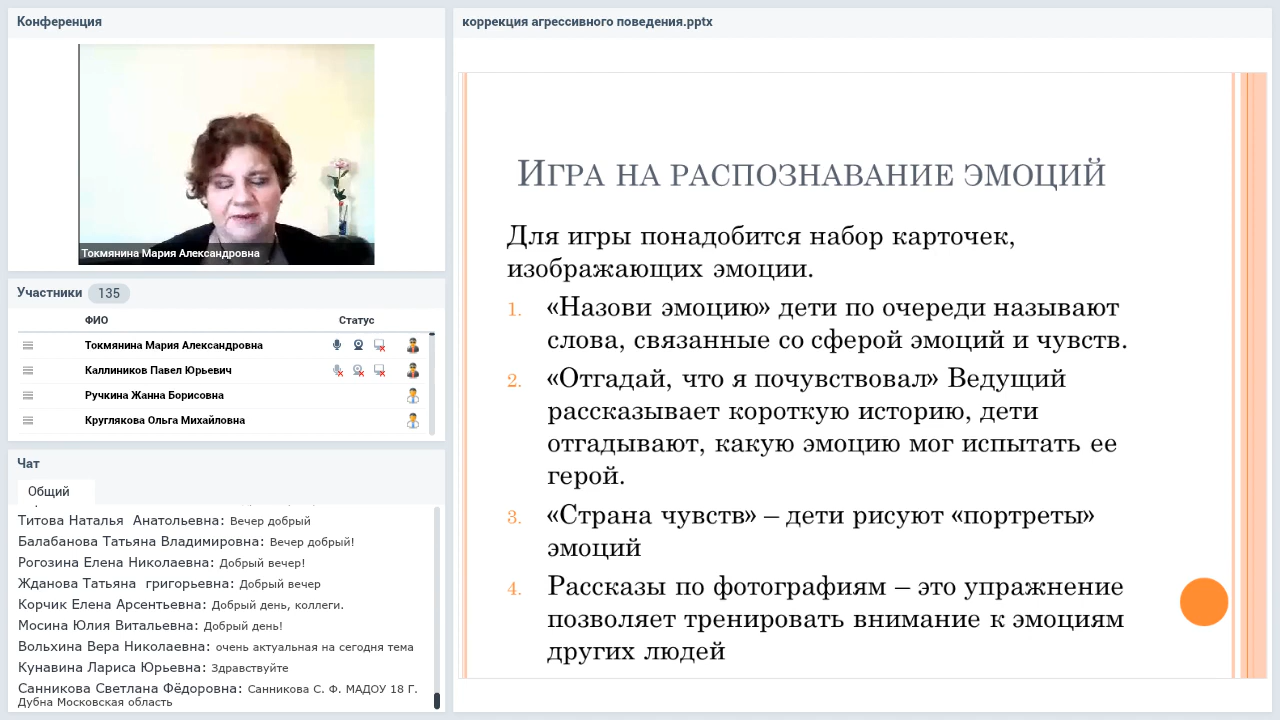 Конференция
Токмянина Мария Александровна
Участники 135
ФИО Статус
Токмянина Мария Александровна
Каллиников Павел Юрьевич
Ручкина Жанна Борисовна
Круглякова Ольга Михайловна
Чат
Общий
Титова Наталья Анатольевна: Вечер добрый
Балабанова Татьяна Владимировна: Вечер добрый!
Рогозина Елена Николаевна: Добрый вечер!
Жданова Татьяна григорьевна: Добрый вечер
Корчик Елена Арсентьевна: Добрый день, коллеги.
Мосина Юлия Витальевна: Добрый день!
Вольхина Вера Николаевна: очень актуальная на сегодня тема
Кунавина Лариса Юрьевна: Здравствуйте
Санникова Светлана Фёдоровна: Санникова С. Ф. МАДОУ 18 Г.
Дубна Московская область
коррекция агрессивного поведения.pptx
Игра на распознавание эмоций
Для игры понадобится набор карточек,
изображающих эмоции.
1. «Назови эмоцию» дети по очереди называют
слова, связанные со сферой эмоций и чувств.
2. «Отгадай, что я почувствовал» Ведущий
рассказывает короткую историю, дети
отгадывают, какую эмоцию мог испытать ее
герой.
3. «Страна чувств» – дети рисуют «портреты»
эмоций
4. Рассказы по фотографиям – это упражнение
позволяет тренировать внимание к эмоциям
других людей